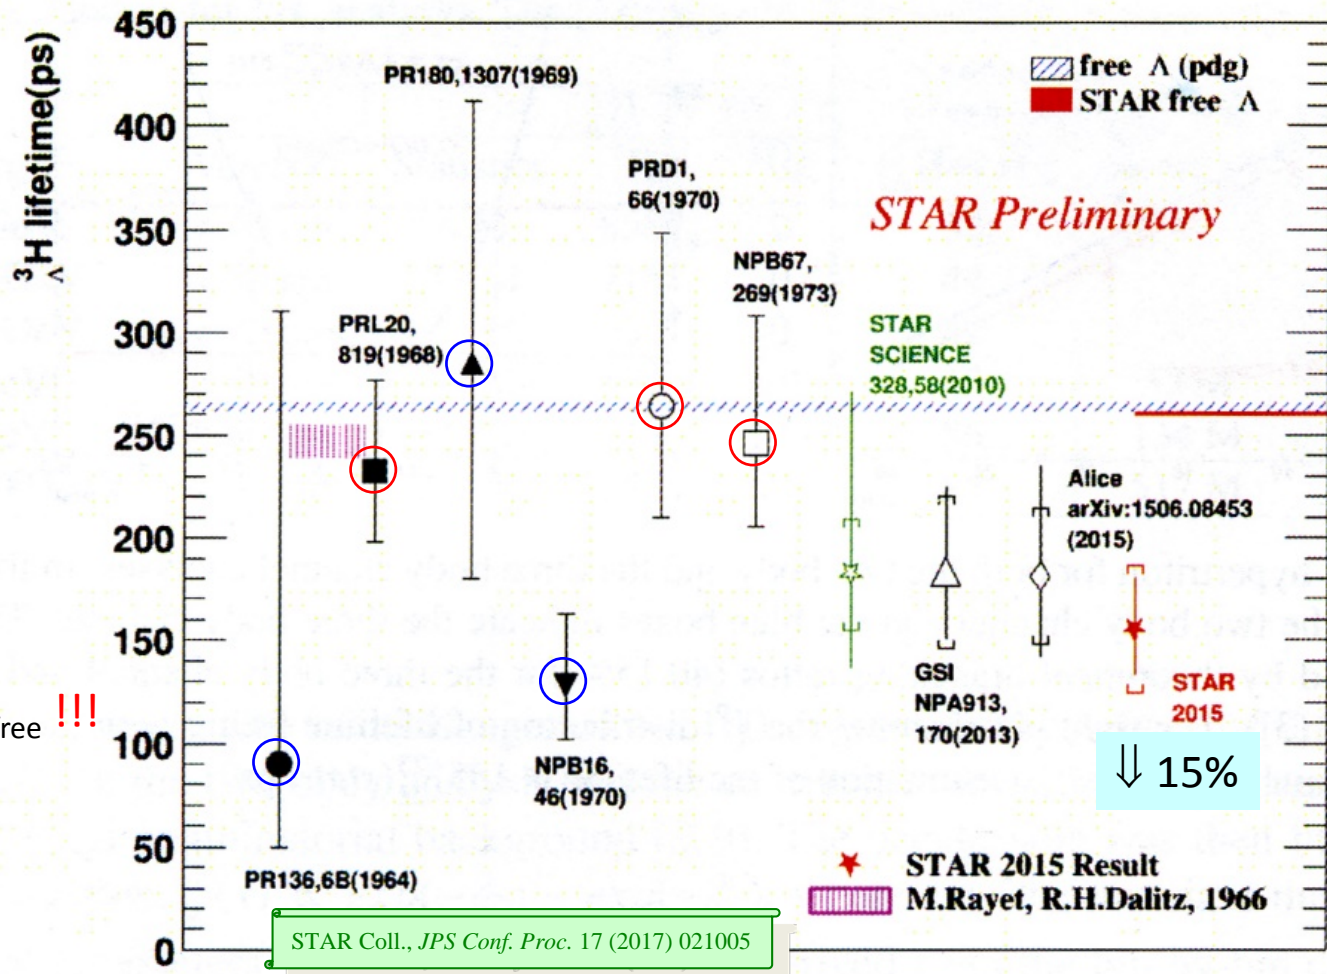 450
400
350
300
250
200
150
100
50
0
³ΛH lifetime(ps)
PR180,1307(1969)
free Λ (pdg)
STAR free Λ
PRD1,
66(1970)
STAR Preliminary
NPB67,
269(1973)
PRL20,
819(1968)
STAR
SCIENCE
328,58(2010)
Alice
arXiv:1506.08453
(2015)
GSI
NPA913,
170(2013)
STAR
2015
free !!!
⇓ 15%
NPB16,
46(1970)
PR136,6B(1964)
STAR 2015 Result
M.Rayet, R.H.Dalitz, 1966
STAR Coll., JPS Conf. Proc. 17 (2017) 021005